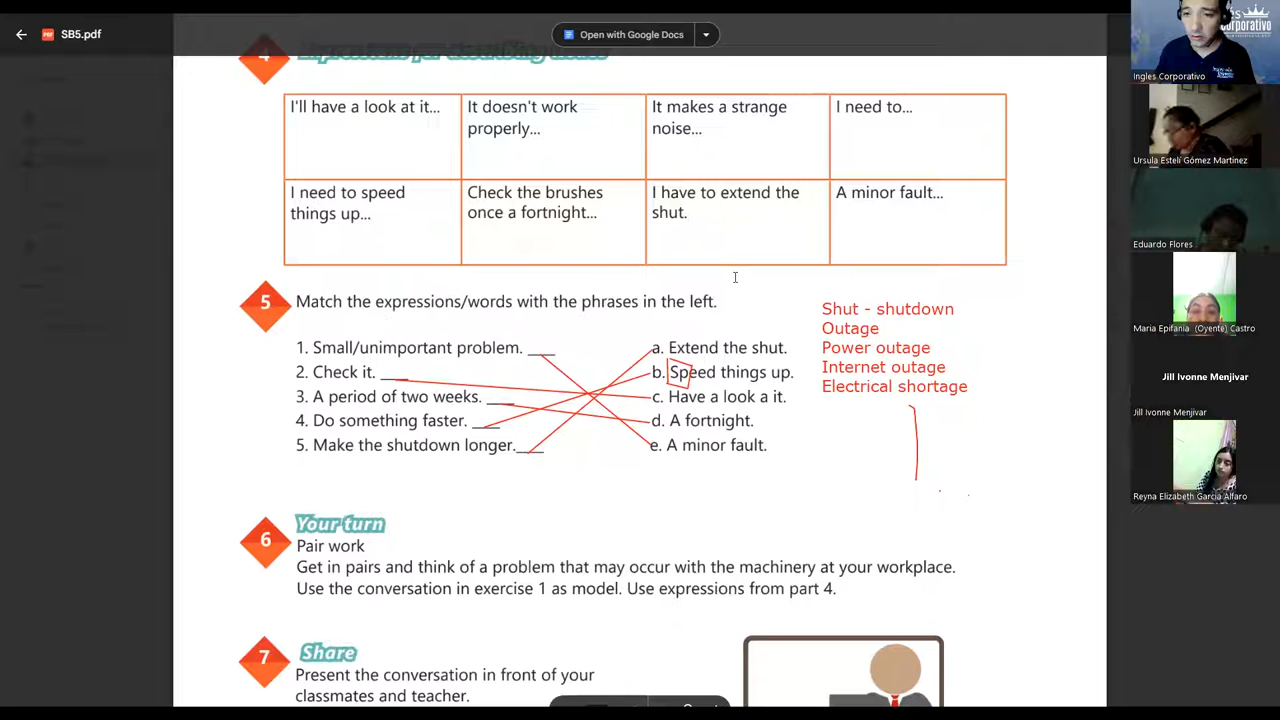 SB5.pdf
Open with Google Docs
4
I'll have a look at it...
It doesn't work
properly...
It makes a strange
noise...
I need to...
I need to speed
things up...
Check the brushes
once a fortnight...
I have to extend the
shut.
A minor fault...
5
Match the expressions/words with the phrases in the left.
1. Small/unimportant problem. ___
2. Check it. ___
3. A period of two weeks. ___
4. Do something faster. ___
5. Make the shutdown longer.___
a. Extend the shut.
b. Speed things up.
c. Have a look a it.
d. A fortnight.
e. A minor fault.
Shut - shutdown
Outage
Power outage
Internet outage
Electrical shortage
6
Your turn
Pair work
Get in pairs and think of a problem that may occur with the machinery at your workplace.
Use the conversation in exercise 1 as model. Use expressions from part 4.
7
Share
Present the conversation in front of your
classmates and teacher.
Corporativo
Ingles Corporativo
Ursula Estelí Gómez Martinez
Eduardo Flores
Maria Epifania (Oyente) Castro
Jill Ivonne Menjivar
Jill Ivonne Menjivar
Reyna Elizabeth Garcia Alfaro